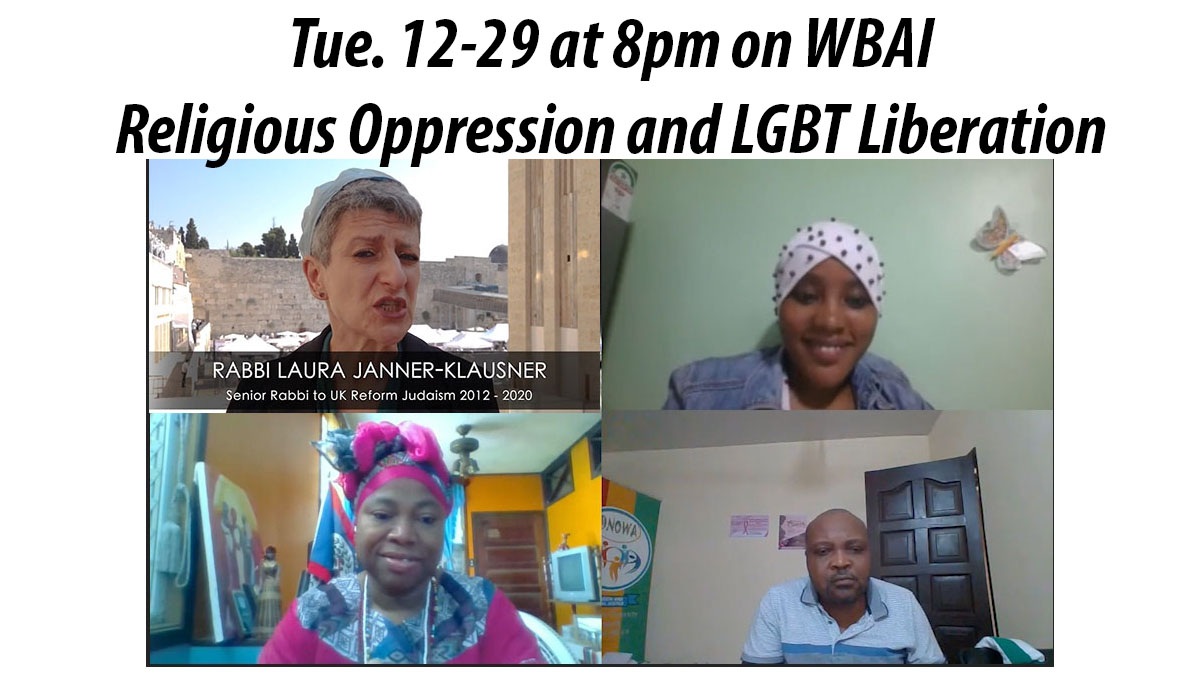 Tue. 12-29 at 8pm on WBAI
Religious Oppression and LGBT Liberation
RABBI LAURA JANNER-KLAUSNER
Senior Rabbi to UK Reform Judaism 2012 - 2020